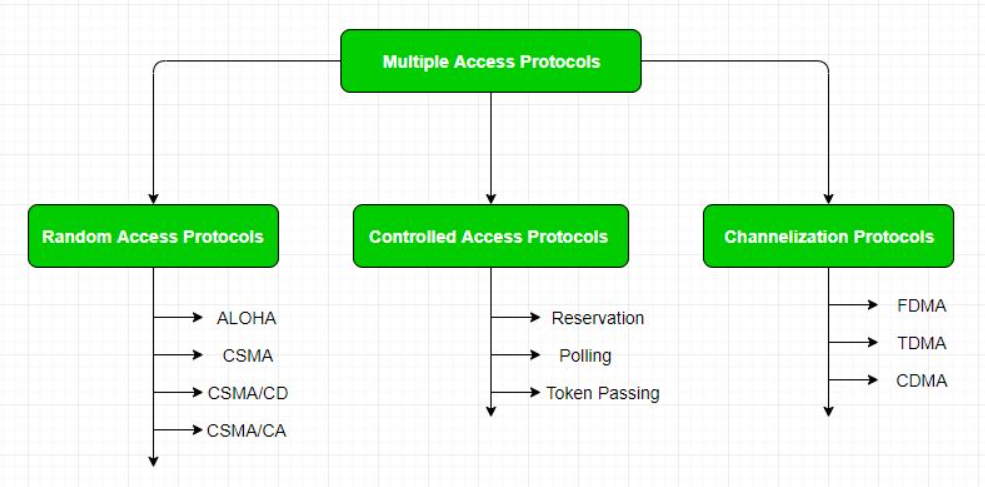 Multiple Access Protocols
Random Access Protocols
Controlled Access Protocols
Channelization Protocols
ALOHA
CSMA
CSMA/CD
CSMA/CA
Reservation
Polling
Token Passing
FDMA
TDMA
CDMA